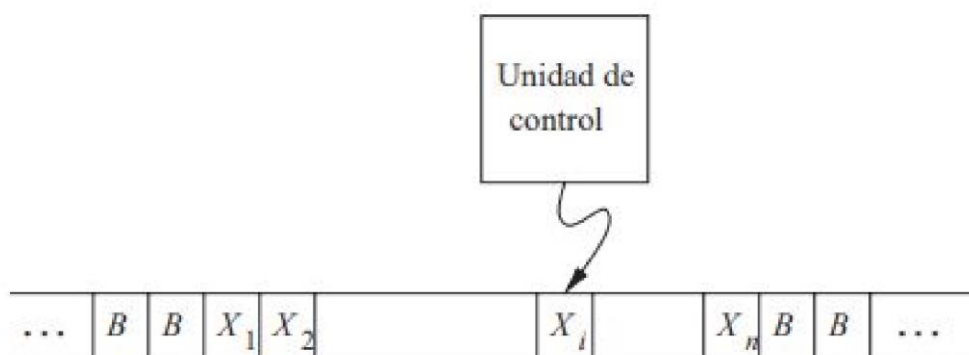 Unidad de
control
... B B X₁ X₂ Xᵢ Xₙ B B ...